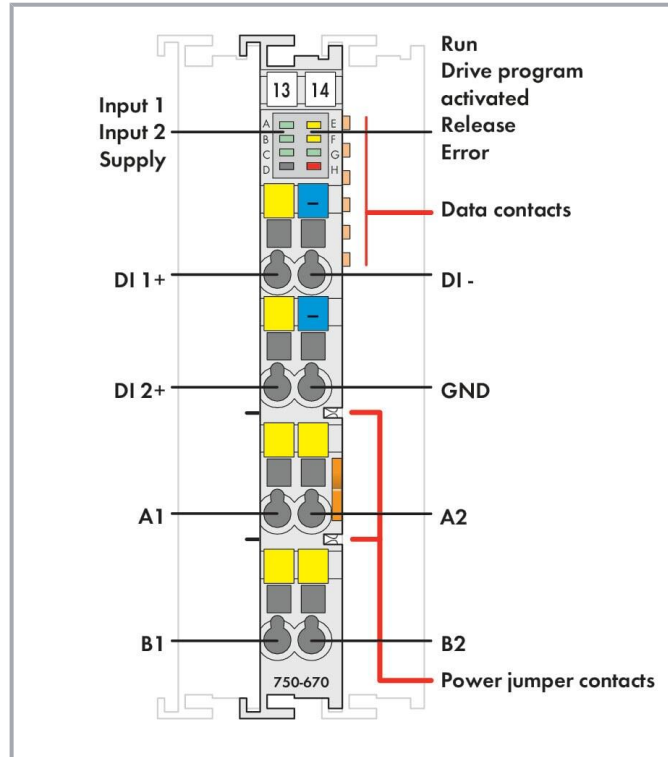 Run
Drive program
activated
Release
Error
Input 1
Input 2
Supply
13 14
A E
B F
C G
D H
-
Data contacts
DI 1+
DI -
-
DI 2+
GND
A1
A2
B1
B2
750-670
Power jumper contacts